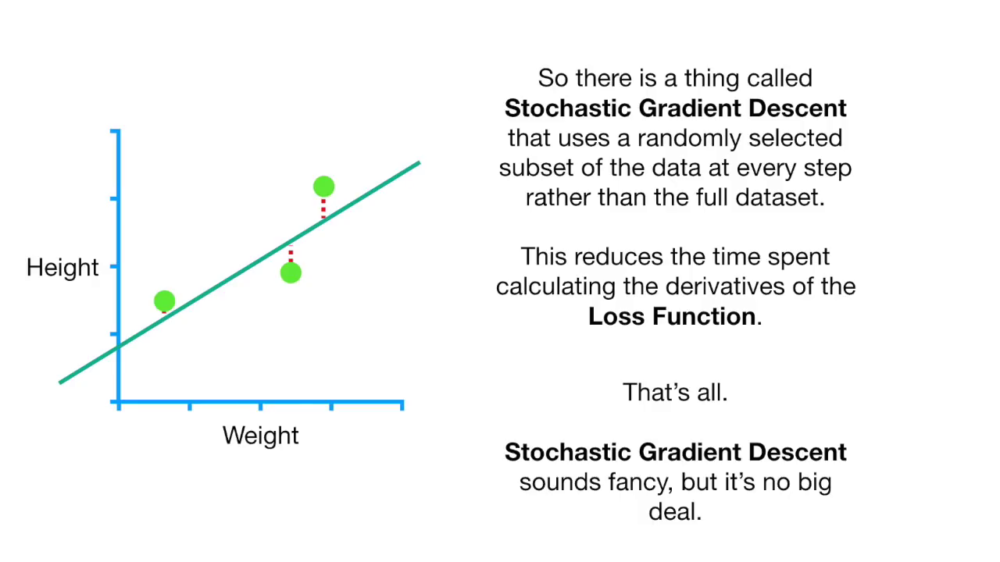 So there is a thing called
Stochastic Gradient Descent
that uses a randomly selected
subset of the data at every step
rather than the full dataset.
This reduces the time spent
calculating the derivatives of the
Loss Function.
That’s all.
Stochastic Gradient Descent
sounds fancy, but it’s no big
deal.
Height
Weight